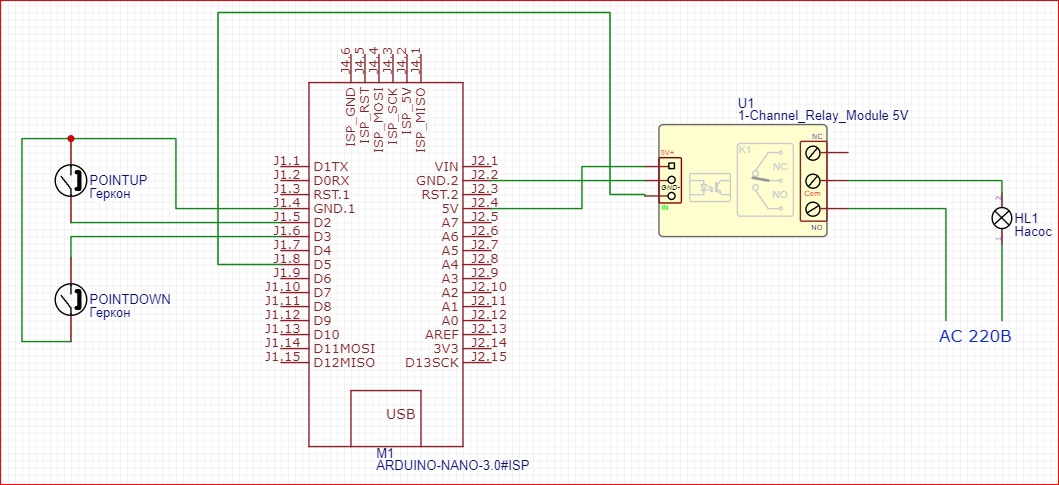 J4.6
J4.5
J4.4
J4.3
J4.2
J4.1
ISP_GND
ISP_RST
ISP_MOSI
ISP_SCK
ISP_5V
ISP_MISO
U1
1-Channel_Relay_Module 5V
NC
K1
5V+
GND-
IN
NC
NO
Com
NO
POINTUP
Геркон
POINTDOWN
Геркон
J1.1 D1TX VIN J2.1
J1.2 D0RX GND.2 J2.2
J1.3 RST.1 RST.2 J2.3
J1.4 GND.1 5V J2.4
J1.5 D2 A7 J2.5
J1.6 D3 A6 J2.6
J1.7 D4 A5 J2.7
J1.8 D5 A4 J2.8
J1.9 D6 A3 J2.9
J1.10 D7 A2 J2.10
J1.11 D8 A1 J2.11
J1.12 D9 A0 J2.12
J1.13 D10 AREF J2.13
J1.14 D11MOSI 3V3 J2.14
J1.15 D12MISO D13SCK J2.15
2
HL1
Насос
1
AC 220В
USB
M1
ARDUINO-NANO-3.0#ISP